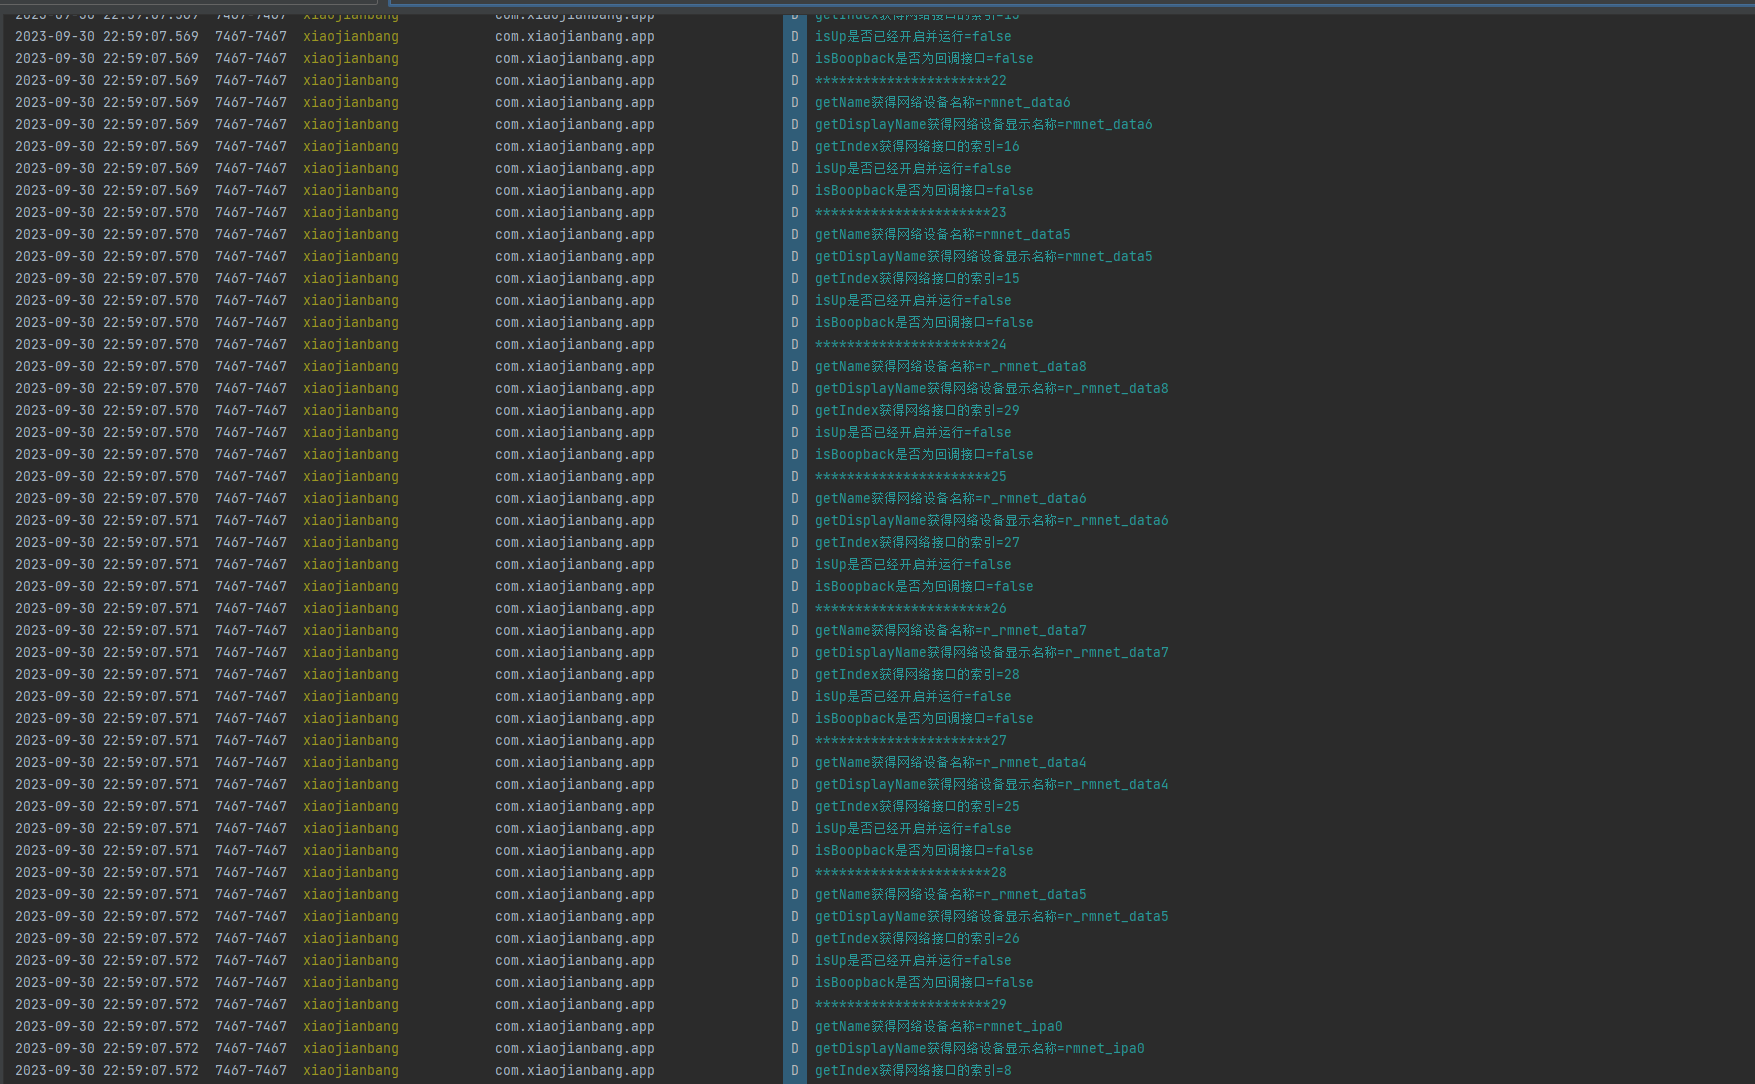 2023-09-30 22:59:07.569 7467-7467 xiaojianbang com.xiaojianbang.app D getIndex获得网络接口的索引=13
2023-09-30 22:59:07.569 7467-7467 xiaojianbang com.xiaojianbang.app D isUp是否已经开启并运行=false
2023-09-30 22:59:07.569 7467-7467 xiaojianbang com.xiaojianbang.app D isBoopback是否为回调接口=false
2023-09-30 22:59:07.569 7467-7467 xiaojianbang com.xiaojianbang.app D **********************22
2023-09-30 22:59:07.569 7467-7467 xiaojianbang com.xiaojianbang.app D getName获得网络设备名称=rmnet_data6
2023-09-30 22:59:07.569 7467-7467 xiaojianbang com.xiaojianbang.app D getDisplayName获得网络设备显示名称=rmnet_data6
2023-09-30 22:59:07.569 7467-7467 xiaojianbang com.xiaojianbang.app D getIndex获得网络接口的索引=16
2023-09-30 22:59:07.569 7467-7467 xiaojianbang com.xiaojianbang.app D isUp是否已经开启并运行=false
2023-09-30 22:59:07.569 7467-7467 xiaojianbang com.xiaojianbang.app D isBoopback是否为回调接口=false
2023-09-30 22:59:07.570 7467-7467 xiaojianbang com.xiaojianbang.app D **********************23
2023-09-30 22:59:07.570 7467-7467 xiaojianbang com.xiaojianbang.app D getName获得网络设备名称=rmnet_data5
2023-09-30 22:59:07.570 7467-7467 xiaojianbang com.xiaojianbang.app D getDisplayName获得网络设备显示名称=rmnet_data5
2023-09-30 22:59:07.570 7467-7467 xiaojianbang com.xiaojianbang.app D getIndex获得网络接口的索引=15
2023-09-30 22:59:07.570 7467-7467 xiaojianbang com.xiaojianbang.app D isUp是否已经开启并运行=false
2023-09-30 22:59:07.570 7467-7467 xiaojianbang com.xiaojianbang.app D isBoopback是否为回调接口=false
2023-09-30 22:59:07.570 7467-7467 xiaojianbang com.xiaojianbang.app D **********************24
2023-09-30 22:59:07.570 7467-7467 xiaojianbang com.xiaojianbang.app D getName获得网络设备名称=r_rmnet_data8
2023-09-30 22:59:07.570 7467-7467 xiaojianbang com.xiaojianbang.app D getDisplayName获得网络设备显示名称=r_rmnet_data8
2023-09-30 22:59:07.570 7467-7467 xiaojianbang com.xiaojianbang.app D getIndex获得网络接口的索引=29
2023-09-30 22:59:07.570 7467-7467 xiaojianbang com.xiaojianbang.app D isUp是否已经开启并运行=false
2023-09-30 22:59:07.570 7467-7467 xiaojianbang com.xiaojianbang.app D isBoopback是否为回调接口=false
2023-09-30 22:59:07.570 7467-7467 xiaojianbang com.xiaojianbang.app D **********************25
2023-09-30 22:59:07.570 7467-7467 xiaojianbang com.xiaojianbang.app D getName获得网络设备名称=r_rmnet_data6
2023-09-30 22:59:07.571 7467-7467 xiaojianbang com.xiaojianbang.app D getDisplayName获得网络设备显示名称=r_rmnet_data6
2023-09-30 22:59:07.571 7467-7467 xiaojianbang com.xiaojianbang.app D getIndex获得网络接口的索引=27
2023-09-30 22:59:07.571 7467-7467 xiaojianbang com.xiaojianbang.app D isUp是否已经开启并运行=false
2023-09-30 22:59:07.571 7467-7467 xiaojianbang com.xiaojianbang.app D isBoopback是否为回调接口=false
2023-09-30 22:59:07.571 7467-7467 xiaojianbang com.xiaojianbang.app D **********************26
2023-09-30 22:59:07.571 7467-7467 xiaojianbang com.xiaojianbang.app D getName获得网络设备名称=r_rmnet_data7
2023-09-30 22:59:07.571 7467-7467 xiaojianbang com.xiaojianbang.app D getDisplayName获得网络设备显示名称=r_rmnet_data7
2023-09-30 22:59:07.571 7467-7467 xiaojianbang com.xiaojianbang.app D getIndex获得网络接口的索引=28
2023-09-30 22:59:07.571 7467-7467 xiaojianbang com.xiaojianbang.app D isUp是否已经开启并运行=false
2023-09-30 22:59:07.571 7467-7467 xiaojianbang com.xiaojianbang.app D isBoopback是否为回调接口=false
2023-09-30 22:59:07.571 7467-7467 xiaojianbang com.xiaojianbang.app D **********************27
2023-09-30 22:59:07.571 7467-7467 xiaojianbang com.xiaojianbang.app D getName获得网络设备名称=r_rmnet_data4
2023-09-30 22:59:07.571 7467-7467 xiaojianbang com.xiaojianbang.app D getDisplayName获得网络设备显示名称=r_rmnet_data4
2023-09-30 22:59:07.571 7467-7467 xiaojianbang com.xiaojianbang.app D getIndex获得网络接口的索引=25
2023-09-30 22:59:07.571 7467-7467 xiaojianbang com.xiaojianbang.app D isUp是否已经开启并运行=false
2023-09-30 22:59:07.571 7467-7467 xiaojianbang com.xiaojianbang.app D isBoopback是否为回调接口=false
2023-09-30 22:59:07.571 7467-7467 xiaojianbang com.xiaojianbang.app D **********************28
2023-09-30 22:59:07.571 7467-7467 xiaojianbang com.xiaojianbang.app D getName获得网络设备名称=r_rmnet_data5
2023-09-30 22:59:07.572 7467-7467 xiaojianbang com.xiaojianbang.app D getDisplayName获得网络设备显示名称=r_rmnet_data5
2023-09-30 22:59:07.572 7467-7467 xiaojianbang com.xiaojianbang.app D getIndex获得网络接口的索引=26
2023-09-30 22:59:07.572 7467-7467 xiaojianbang com.xiaojianbang.app D isUp是否已经开启并运行=false
2023-09-30 22:59:07.572 7467-7467 xiaojianbang com.xiaojianbang.app D isBoopback是否为回调接口=false
2023-09-30 22:59:07.572 7467-7467 xiaojianbang com.xiaojianbang.app D **********************29
2023-09-30 22:59:07.572 7467-7467 xiaojianbang com.xiaojianbang.app D getName获得网络设备名称=rmnet_ipa0
2023-09-30 22:59:07.572 7467-7467 xiaojianbang com.xiaojianbang.app D getDisplayName获得网络设备显示名称=rmnet_ipa0
2023-09-30 22:59:07.572 7467-7467 xiaojianbang com.xiaojianbang.app D getIndex获得网络接口的索引=8